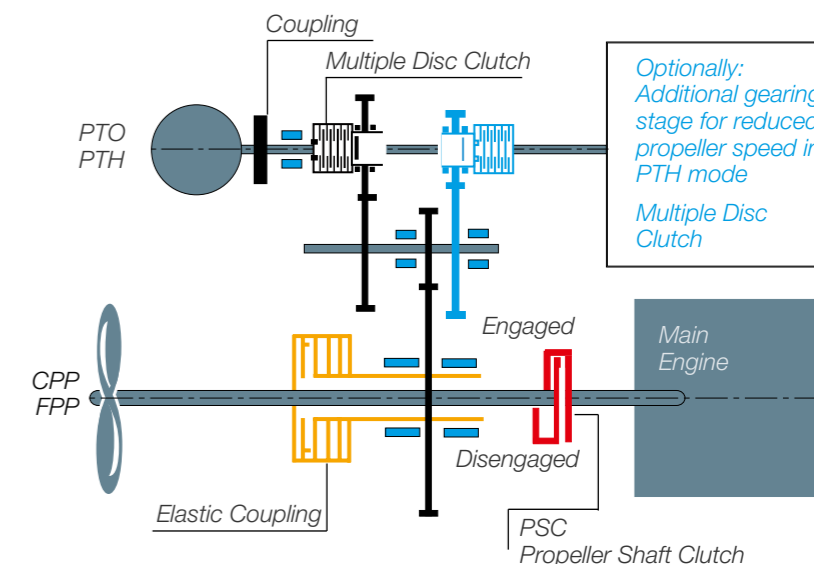 Coupling
Multiple Disc Clutch
PTO
PTH
Optionally:
Additional gearing
stage for reduced
propeller speed in
PTH mode
Multiple Disc
Clutch
Engaged
Main
Engine
CPP
FPP
Disengaged
Elastic Coupling
PSC
Propeller Shaft Clutch